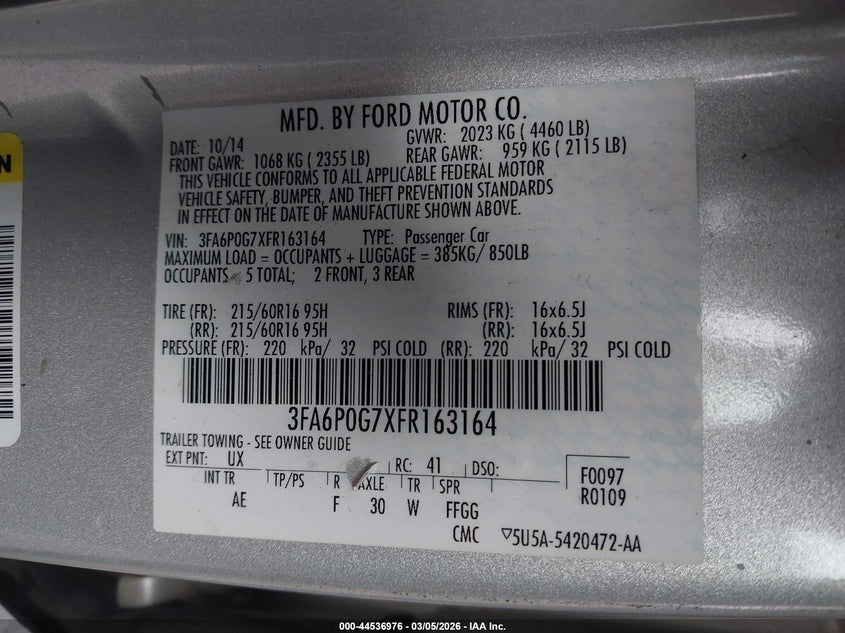 MFD. BY FORD MOTOR CO.
DATE: 10/14 GVWR: 2023 KG ( 4460 LB)
FRONT GAWR: 1068 KG ( 2355 LB) REAR GAWR: 959 KG ( 2115 LB)
THIS VEHICLE CONFORMS TO ALL APPLICABLE FEDERAL MOTOR
VEHICLE SAFETY, BUMPER, AND THEFT PREVENTION STANDARDS
IN EFFECT ON THE DATE OF MANUFACTURE SHOWN ABOVE.
VIN: 3FA6P0G7XFR163164 TYPE: Passenger Car
MAXIMUM LOAD = OCCUPANTS + LUGGAGE = 385KG/ 850LB
OCCUPANTS 5 TOTAL; 2 FRONT, 3 REAR
TIRE (FR): 215/60R16 95H RIMS (FR): 16x6.5J
(RR): 215/60R16 95H (RR): 16x6.5J
PRESSURE (FR): 220 kPa/ 32 PSI COLD (RR): 220 kPa/ 32 PSI COLD
3FA6P0G7XFR163164
TRAILER TOWING - SEE OWNER GUIDE
EXT PNT: UX RC: 41 DSO:
INT TR TP/PS R AXLE TR SPR
AE F 30 W FFGG
F0097
R0109
CMC ▽5U5A-5420472-AA
N
000-44536976 - 03/05/2026 - IAA Inc.